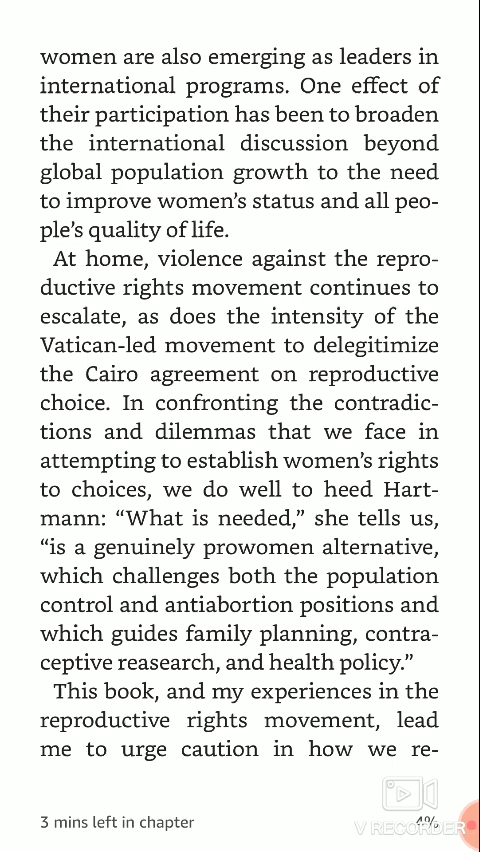 women are also emerging as leaders in
international programs. One effect of
their participation has been to broaden
the international discussion beyond
global population growth to the need
to improve women’s status and all peo-
ple’s quality of life.
At home, violence against the repro-
ductive rights movement continues to
escalate, as does the intensity of the
Vatican-led movement to delegitimize
the Cairo agreement on reproductive
choice. In confronting the contradic-
tions and dilemmas that we face in
attempting to establish women’s rights
to choices, we do well to heed Hart-
mann: “What is needed,” she tells us,
“is a genuinely prowomen alternative,
which challenges both the population
control and antiabortion positions and
which guides family planning, contra-
ceptive reasearch, and health policy.”
This book, and my experiences in the
reproductive rights movement, lead
me to urge caution in how we re-
3 mins left in chapter
4%
V RECORDER